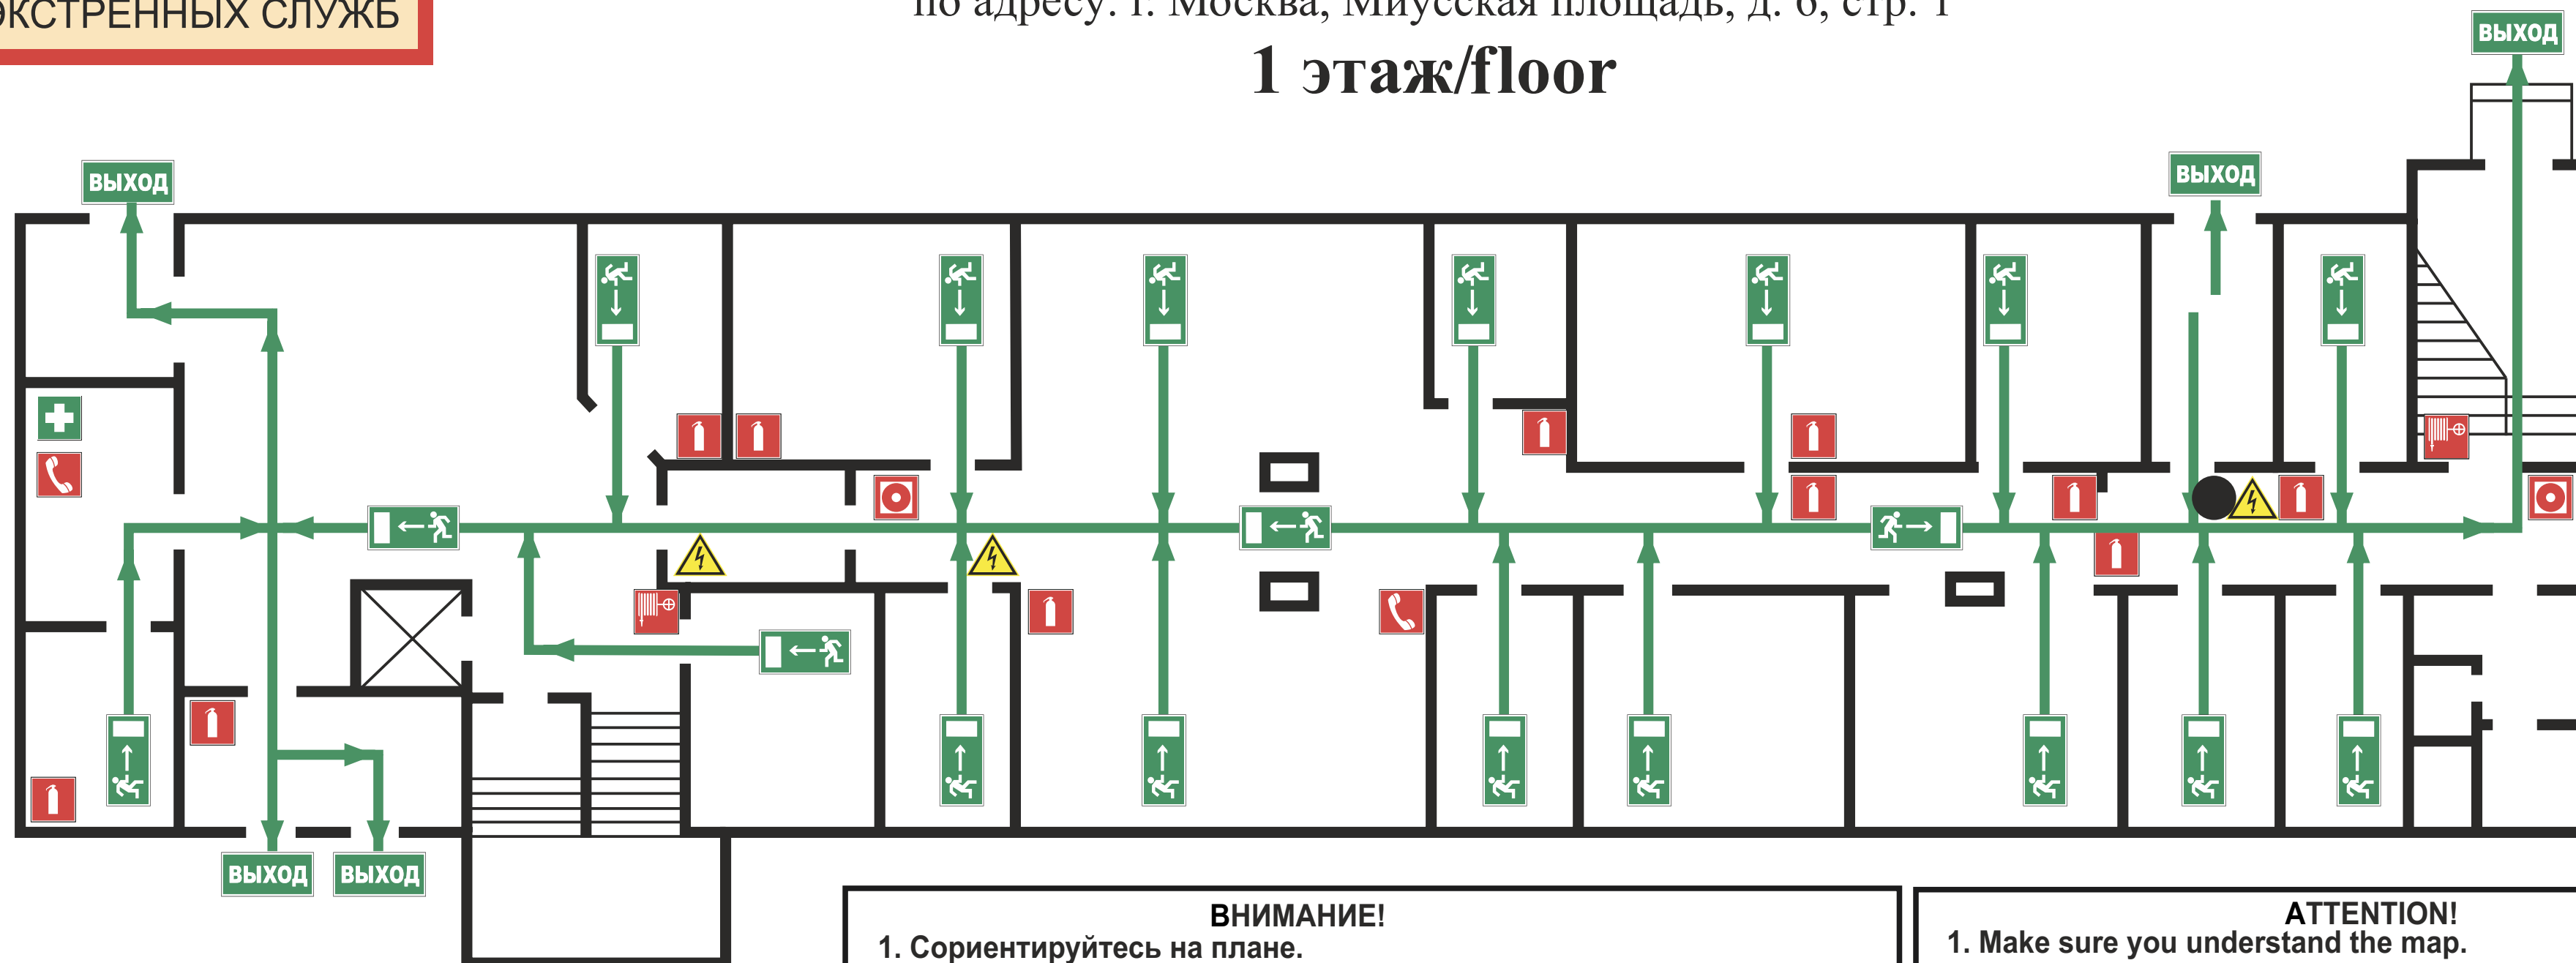 ЭКСТРЕННЫХ СЛУЖБ
по адресу: г. Москва, Миусская площадь, д. 6, стр. 1
1 этаж/floor
ВЫХОД
ВЫХОД
ВЫХОД
ВЫХОД
ВЫХОД
ВНИМАНИЕ!
1. Сориентируйтесь на плане.
ATTENTION!
1. Make sure you understand the map.